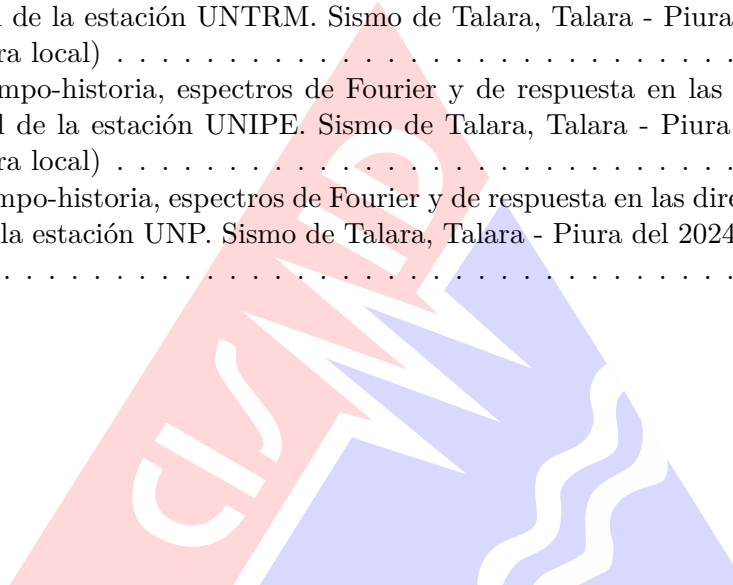 de la estación UNTRM. Sismo de Talara, Talara - Piura
ra local) . . . . . . . . . . . . . . . . . . . . . . . . . . . .
mpo-historia, espectros de Fourier y de respuesta en las
l de la estación UNIPE. Sismo de Talara, Talara - Piura
ra local) . . . . . . . . . . . . . . . . . . . . . . . . . . . .
mpo-historia, espectros de Fourier y de respuesta en las dire
la estación UNP. Sismo de Talara, Talara - Piura del 2024
. . . . . . . . . . . . . . . . . . . . . . . . . . . . . . . . .
CISMID